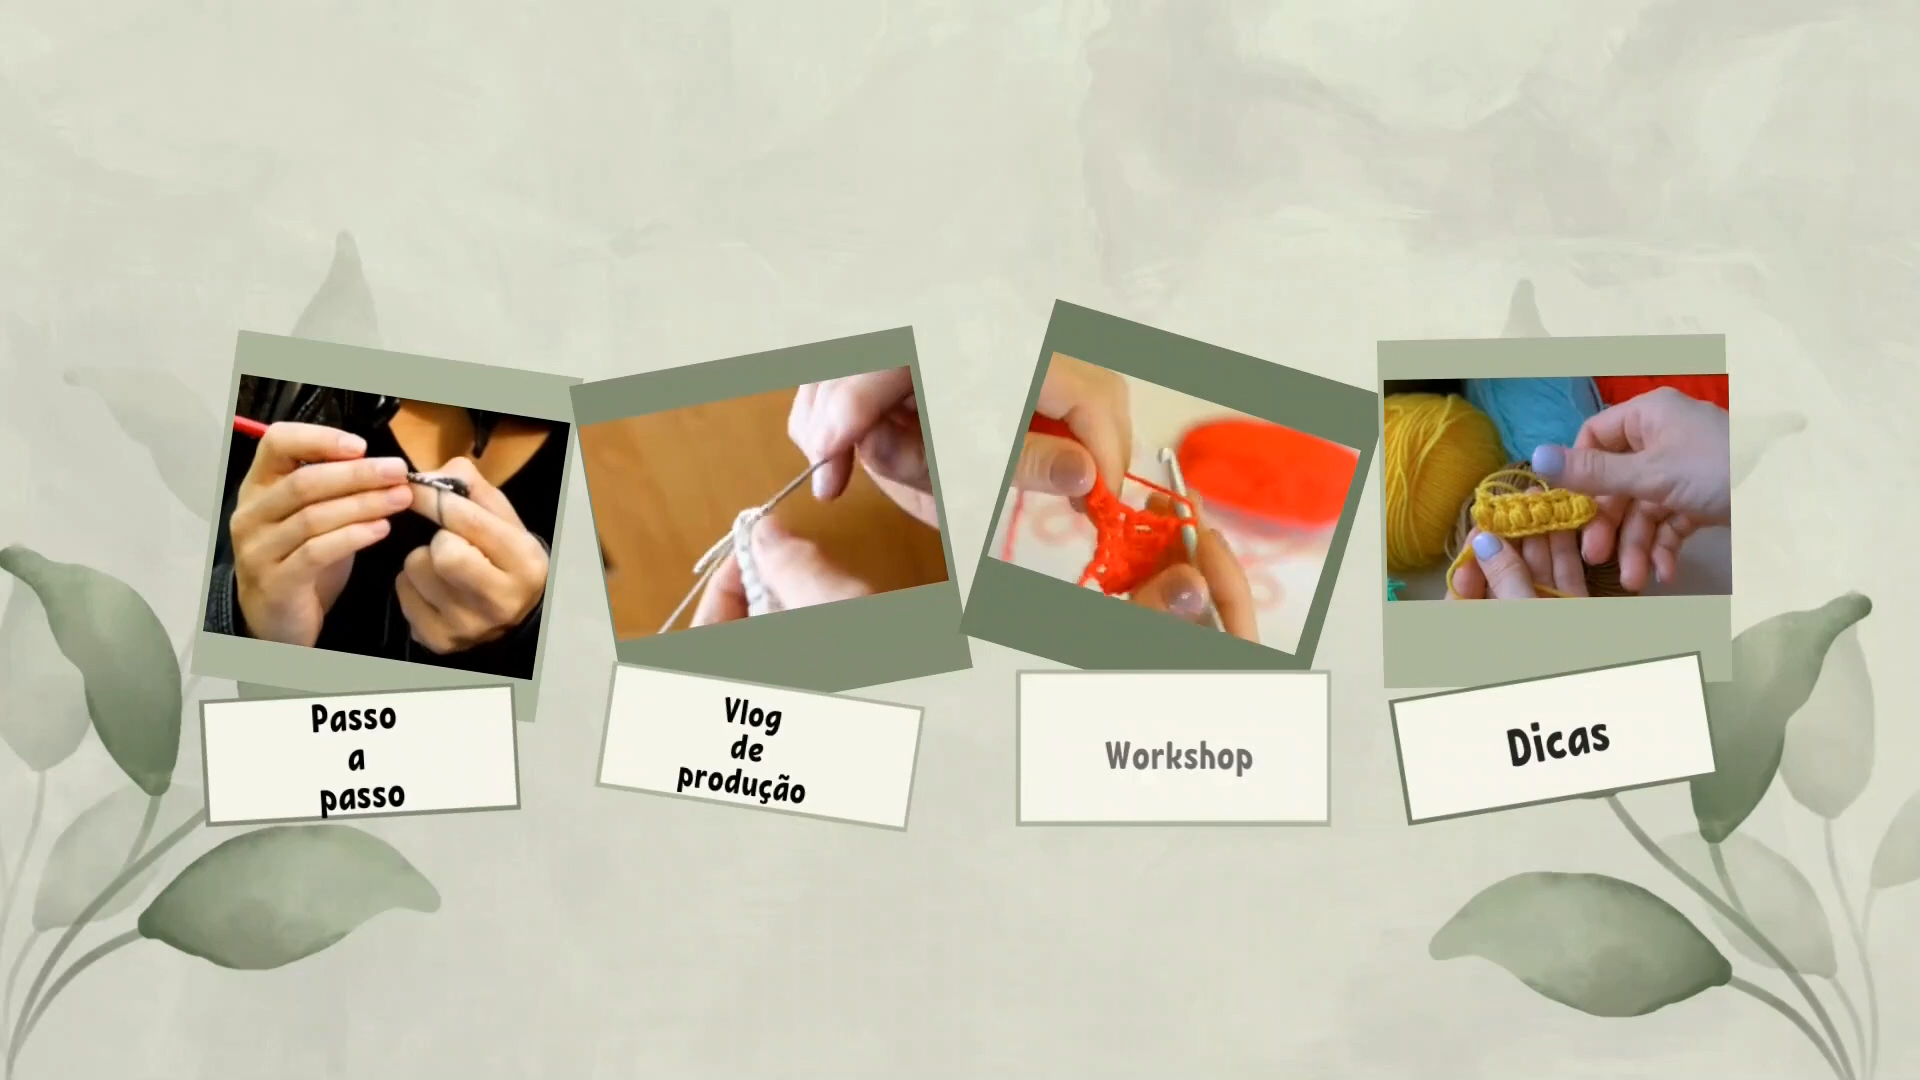 Passo
a
passo
Vlog
de
produção
Workshop
Dicas